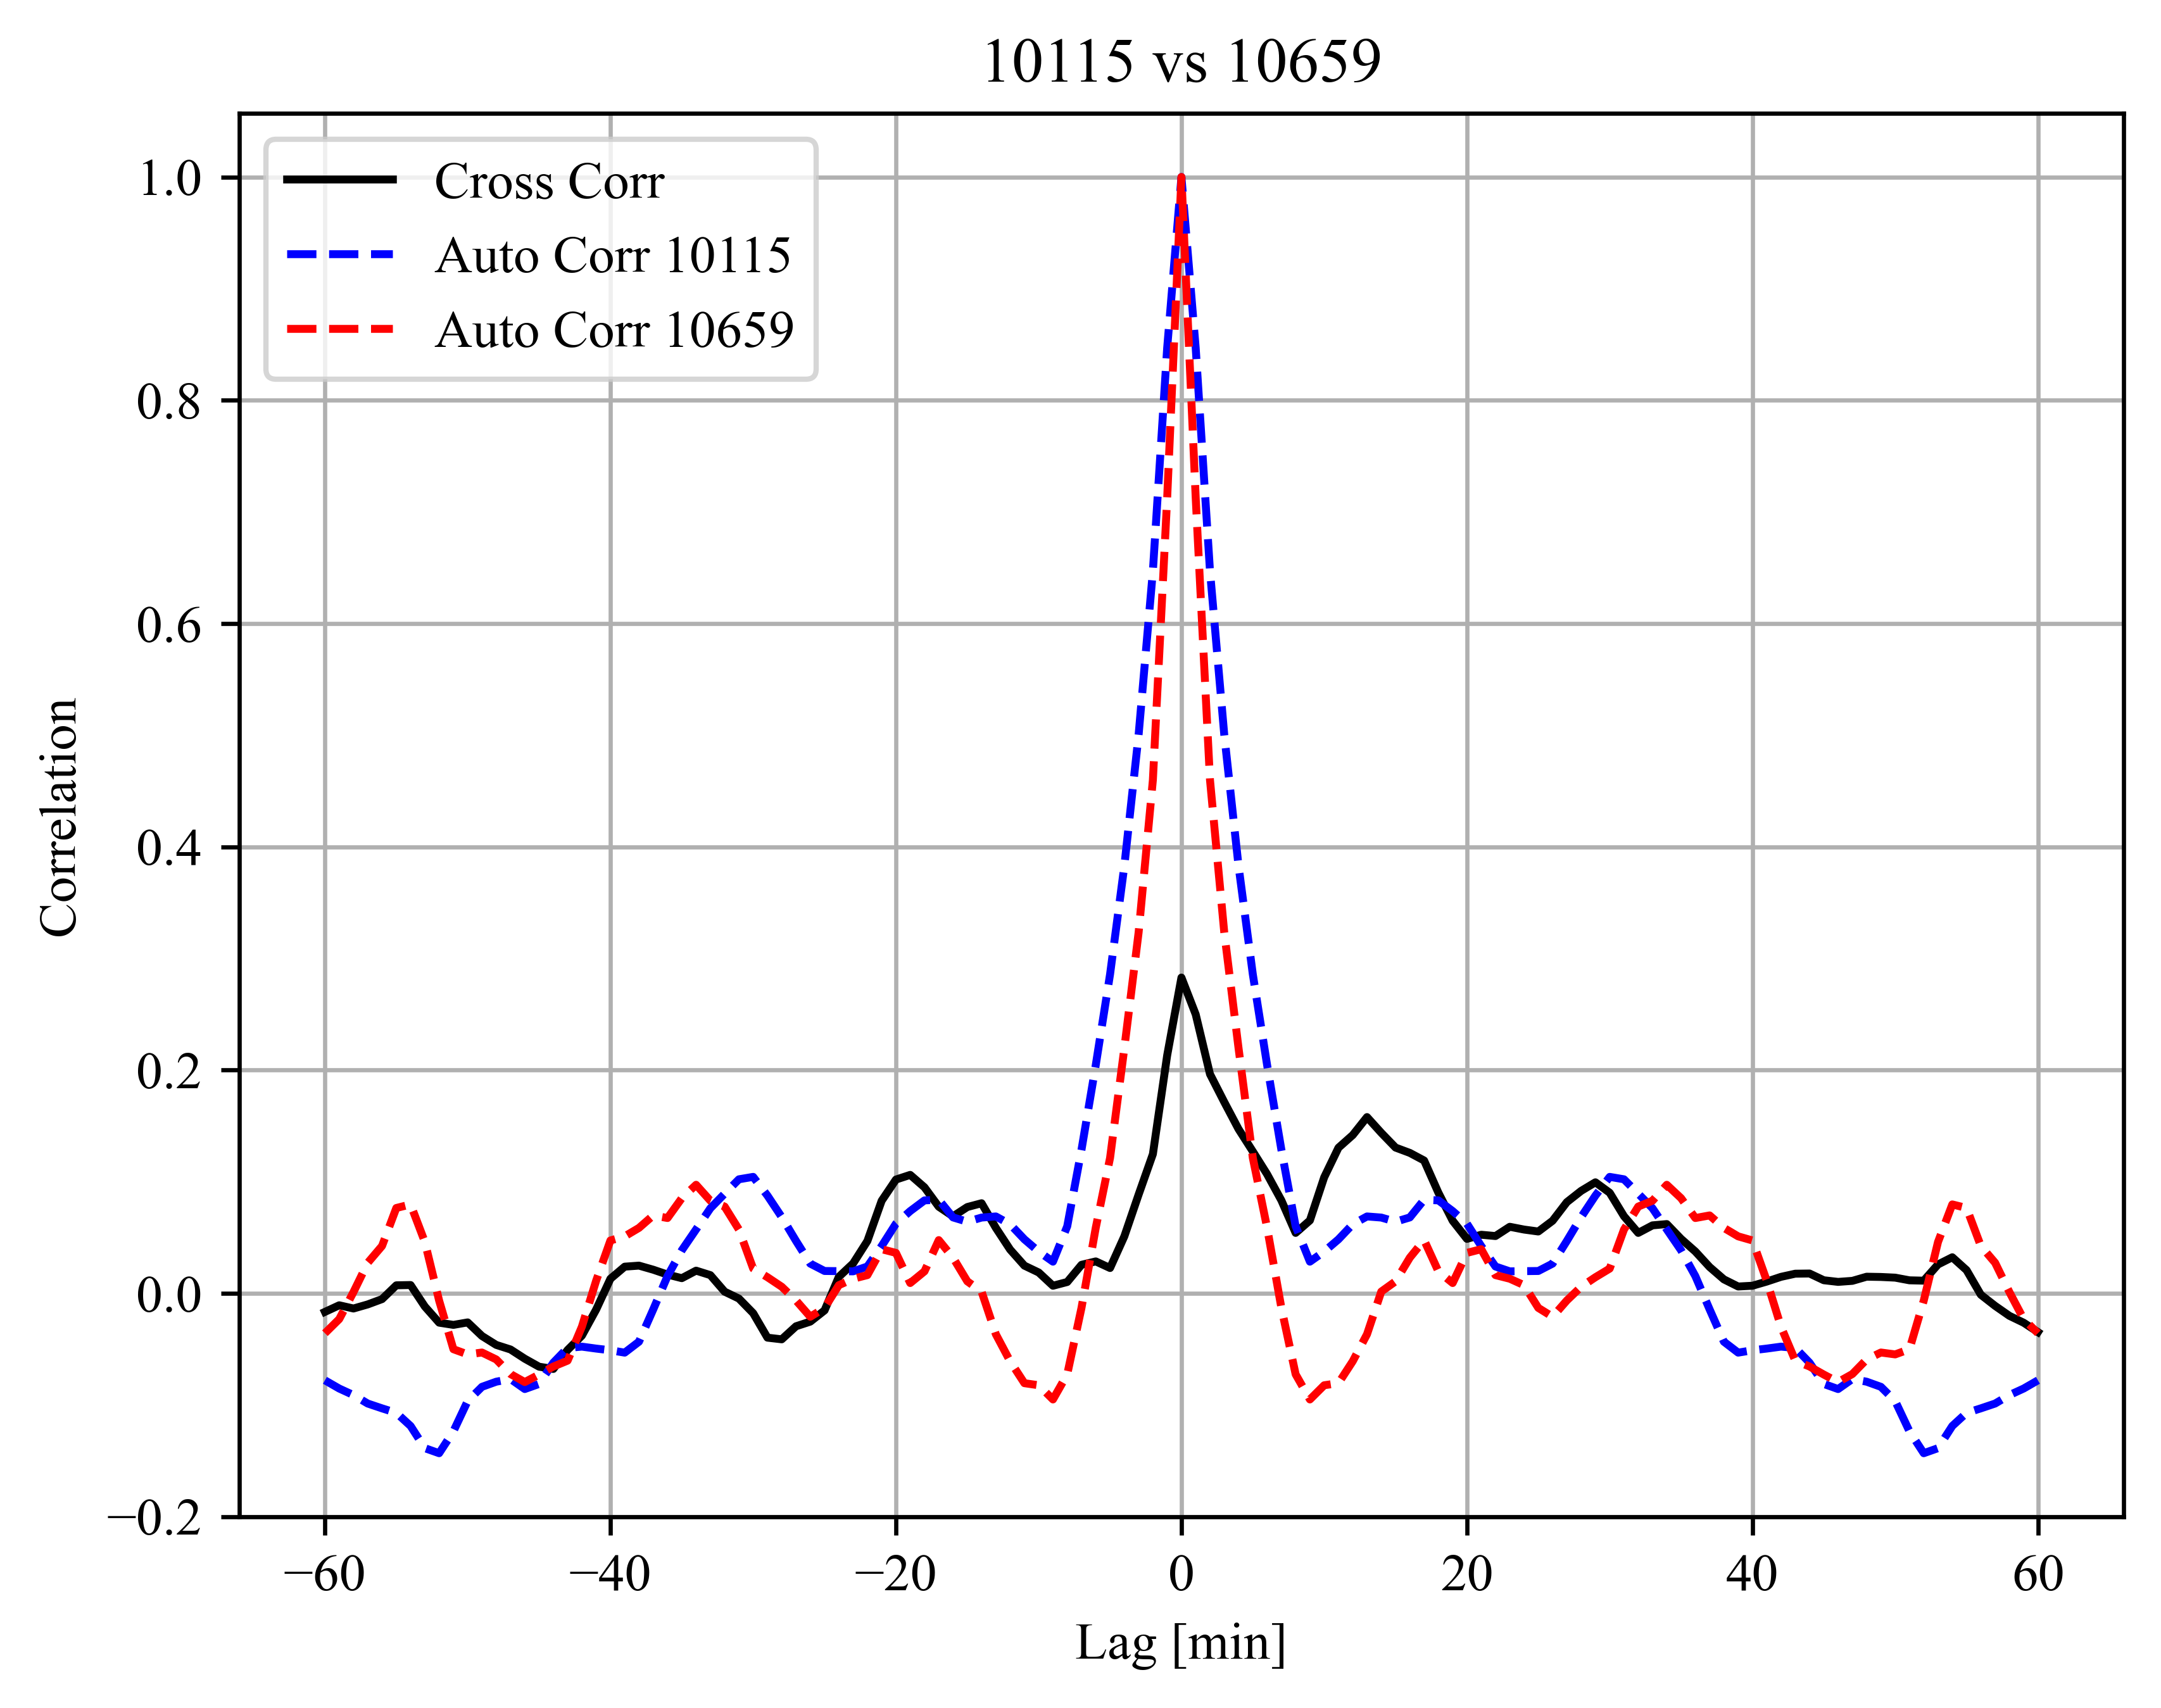 10115 vs 10659
Cross Corr
Auto Corr 10115
Auto Corr 10659
1.0
0.8
0.6
0.4
0.2
0.0
−0.2
Correlation
−60 −40 −20 0 20 40 60
Lag [min]